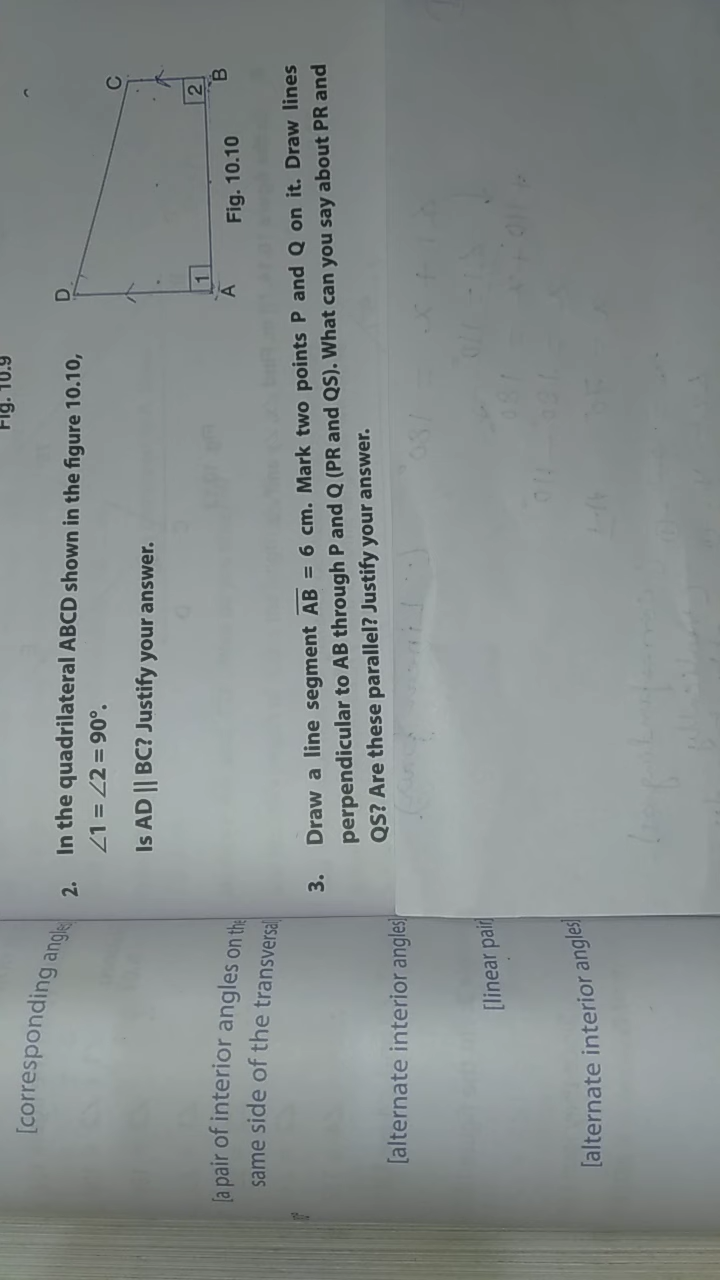 [corresponding angles
[a pair of interior angles on the
same side of the transversal]
[alternate interior angles]
[linear pair]
[alternate interior angles]
Fig. 10.9
2. In the quadrilateral ABCD shown in the figure 10.10,
∠1 = ∠2 = 90°.
Is AD || BC? Justify your answer.
D
C
1
2
A
B
Fig. 10.10
3. Draw a line segment A̅B̅ = 6 cm. Mark two points P and Q on it. Draw lines
perpendicular to AB through P and Q (PR and QS). What can you say about PR and
QS? Are these parallel? Justify your answer.